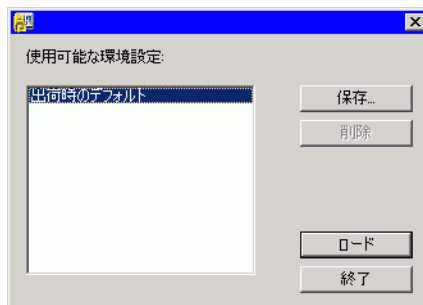 使用可能な環境設定:
出荷時のデフォルト
保存...
削除
ロード
終了